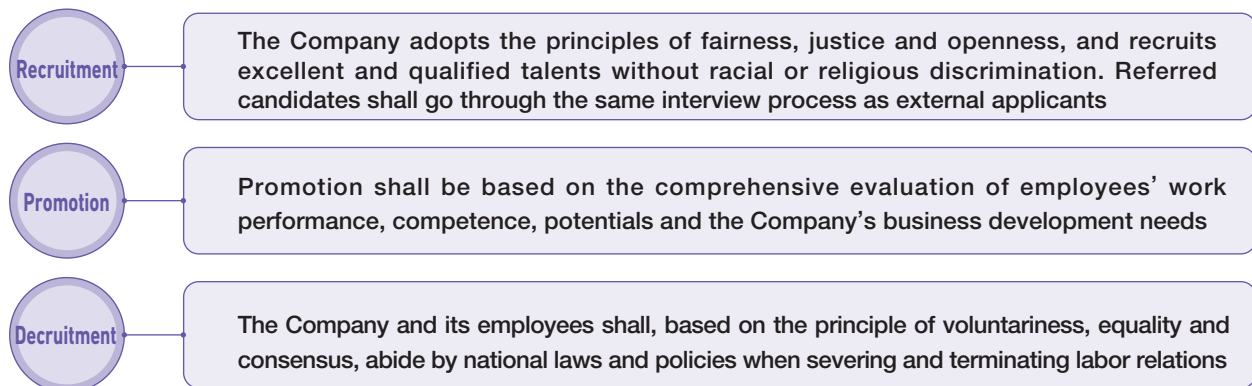 Recruitment
The Company adopts the principles of fairness, justice and openness, and recruits
excellent and qualified talents without racial or religious discrimination. Referred
candidates shall go through the same interview process as external applicants
Promotion
Promotion shall be based on the comprehensive evaluation of employees’ work
performance, competence, potentials and the Company’s business development needs
Decruitment
The Company and its employees shall, based on the principle of voluntariness, equality and
consensus, abide by national laws and policies when severing and terminating labor relations